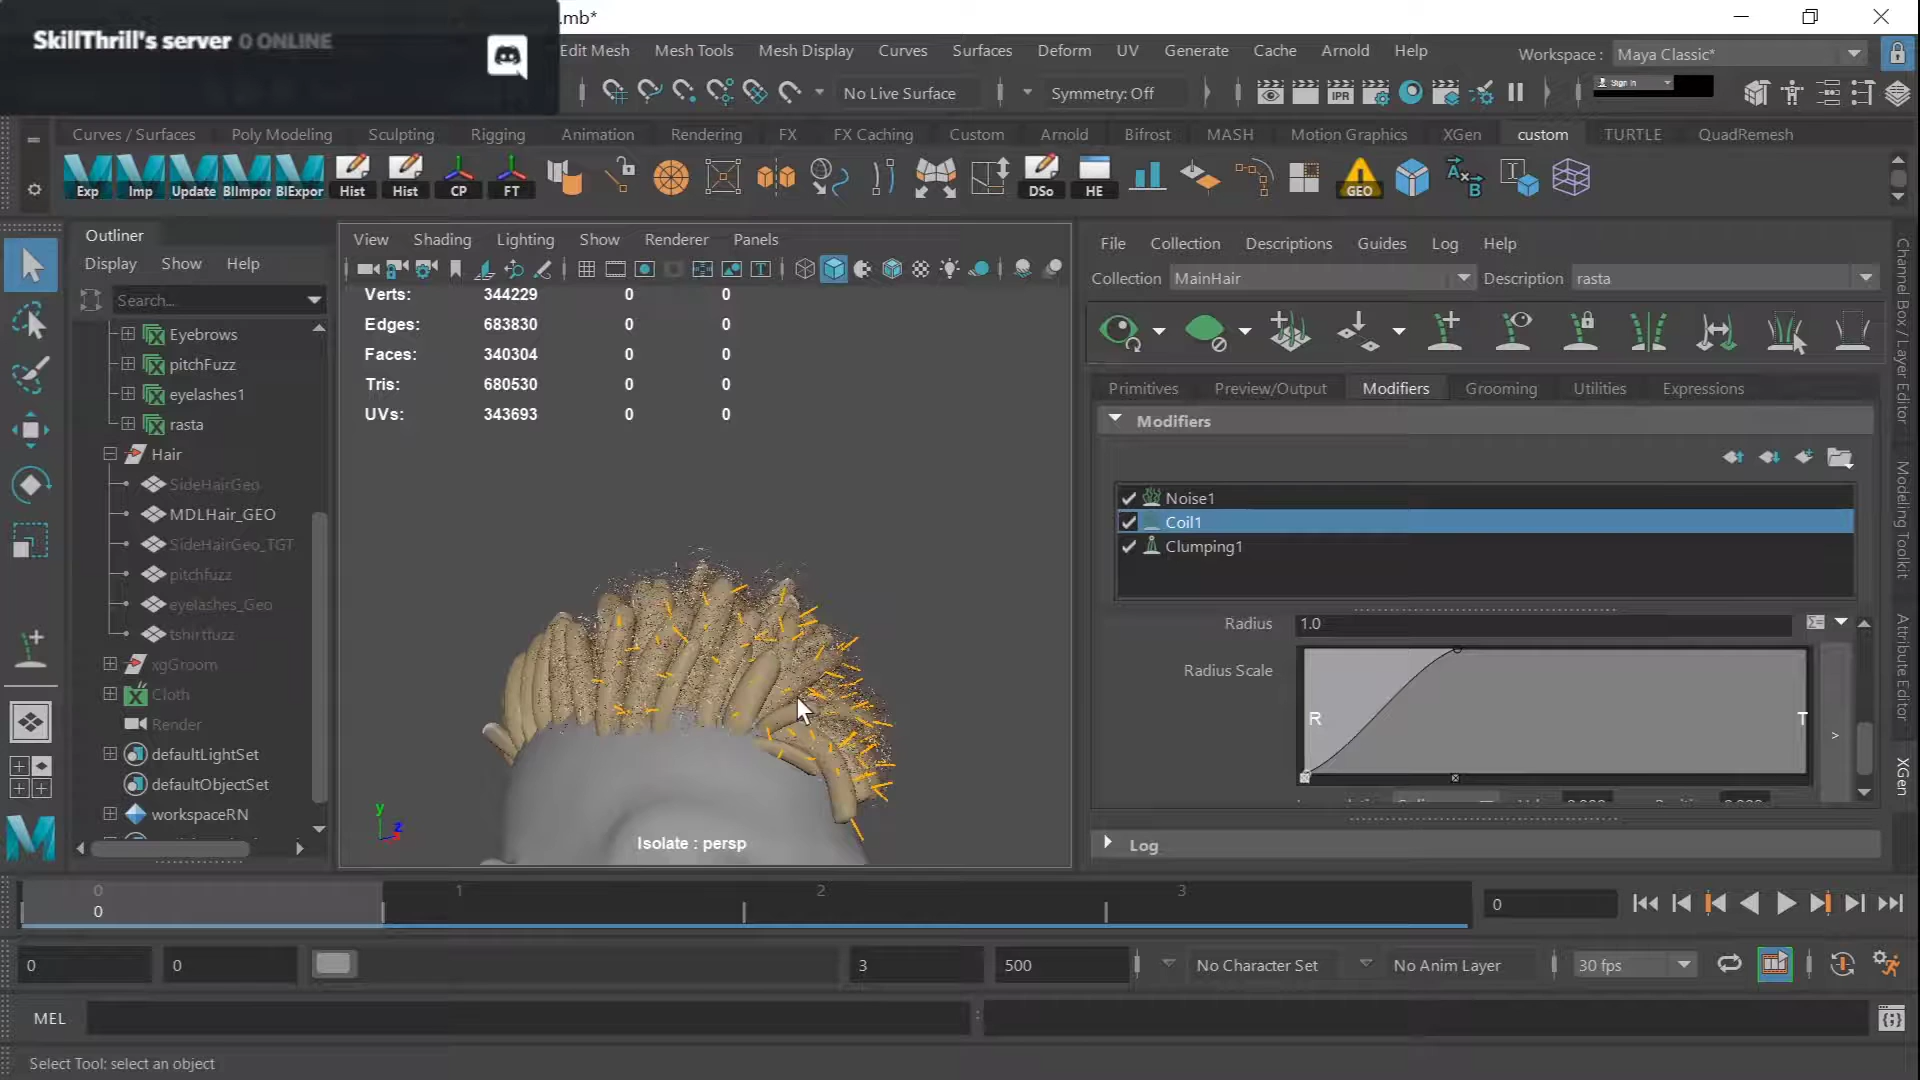 SkillThrill's server 0 ONLINE
.mb*
Edit Mesh Mesh Tools Mesh Display Curves Surfaces Deform UV Generate Cache Arnold Help
Workspace : Maya Classic*
No Live Surface
Symmetry: Off
IPR
Sign In
Curves / Surfaces Poly Modeling Sculpting Rigging Animation Rendering FX FX Caching Custom Arnold Bifrost MASH Motion Graphics XGen custom TURTLE QuadRemesh
Exp Imp Update BlImpor BlExpor Hist Hist CP FT DSo HE GEO
Outliner
Display Show Help
Search...
Eyebrows
pitchFuzz
eyelashes1
rasta
Hair
SideHairGeo
MDLHair_GEO
SideHairGeo_TGT
pitchfuzz
eyelashes_Geo
tshirtfuzz
xgGroom
Cloth
Render
defaultLightSet
defaultObjectSet
workspaceRN
View Shading Lighting Show Renderer Panels
Verts: 344229 0 0
Edges: 683830 0 0
Faces: 340304 0 0
Tris: 680530 0 0
UVs: 343693 0 0
y
z
Isolate : persp
File Collection Descriptions Guides Log Help
Collection MainHair Description rasta
Primitives Preview/Output Modifiers Grooming Utilities Expressions
Modifiers
Noise1
Coil1
Clumping1
Radius 1.0
Radius Scale
R T
>
Log
Channel Box / Layer Editor
Modeling Toolkit
Attribute Editor
XGen
0 1 2 3
0
0
0 0 3 500 No Character Set No Anim Layer 30 fps
MEL
Select Tool: select an object